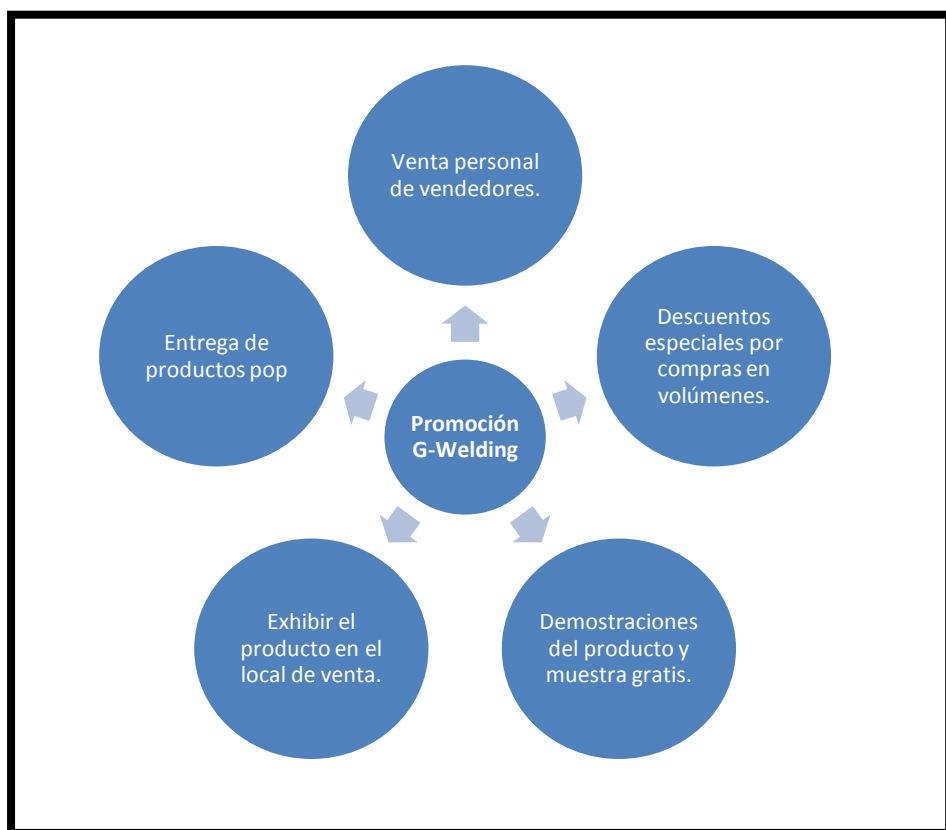 Venta personal
de vendedores.
Descuentos
especiales por
compras en
volúmenes.
Demostraciones
del producto y
muestra gratis.
Exhibir el
producto en el
local de venta.
Entrega de
productos pop
Promoción
G-Welding